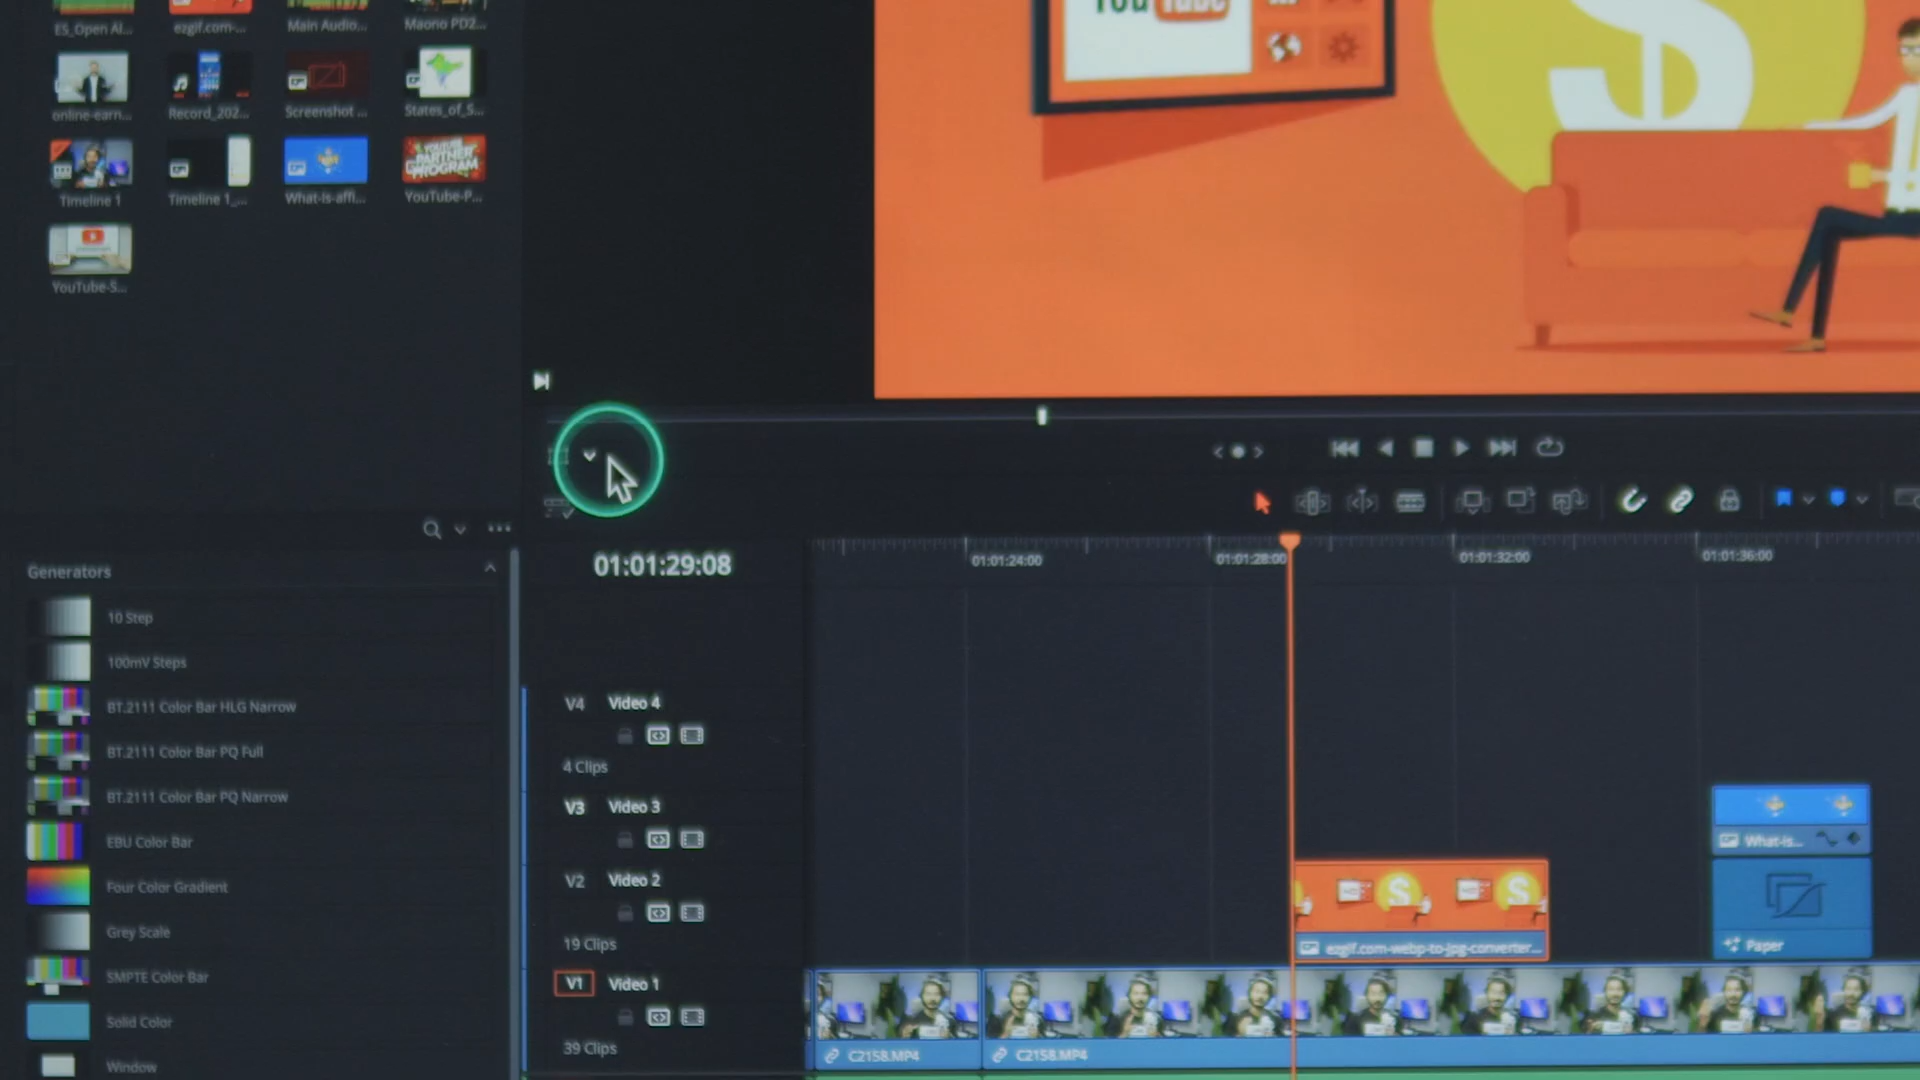 ES_Open Al...
ezgif.com-...
Main Audio...
Maono PD2...
You Tube
online-earn...
Record_202...
Screenshot ...
States_of_S...
YOUTUBE
PARTNER
PROGRAM
Timeline 1
Timeline 1_...
What-Is-affi...
YouTube-P...
YouTube-S...
$
Generators
01:01:29:08
01:01:24:00
01:01:28:00
01:01:32:00
01:01:36:00
10 Step
100mV Steps
BT.2111 Color Bar HLG Narrow
BT.2111 Color Bar PQ Full
BT.2111 Color Bar PQ Narrow
EBU Color Bar
Four Color Gradient
Grey Scale
SMPTE Color Bar
Solid Color
Window
V4 Video 4
4 Clips
V3 Video 3
V2 Video 2
19 Clips
V1 Video 1
39 Clips
What-Is...
$ $
ezgif.com-webp-to-jpg-converter...
Paper
C2158.MP4
C2158.MP4